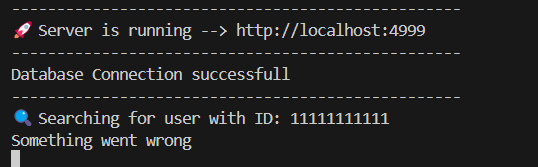 --------------------------------------------------
🚀 Server is running --> http://localhost:4999
--------------------------------------------------
Database Connection successfull
--------------------------------------------------
🔍 Searching for user with ID: 11111111111
Something went wrong